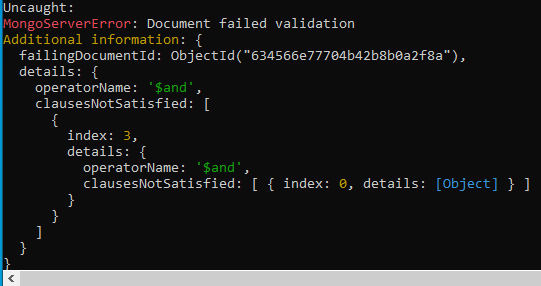 Uncaught:
MongoServerError: Document failed validation
Additional information: {
  failingDocumentId: ObjectId("634566e77704b42b8b0a2f8a"),
  details: {
    operatorName: '$and',
    clausesNotSatisfied: [
      {
        index: 3,
        details: {
          operatorName: '$and',
          clausesNotSatisfied: [ { index: 0, details: [Object] } ]
        }
      }
    ]
  }
}